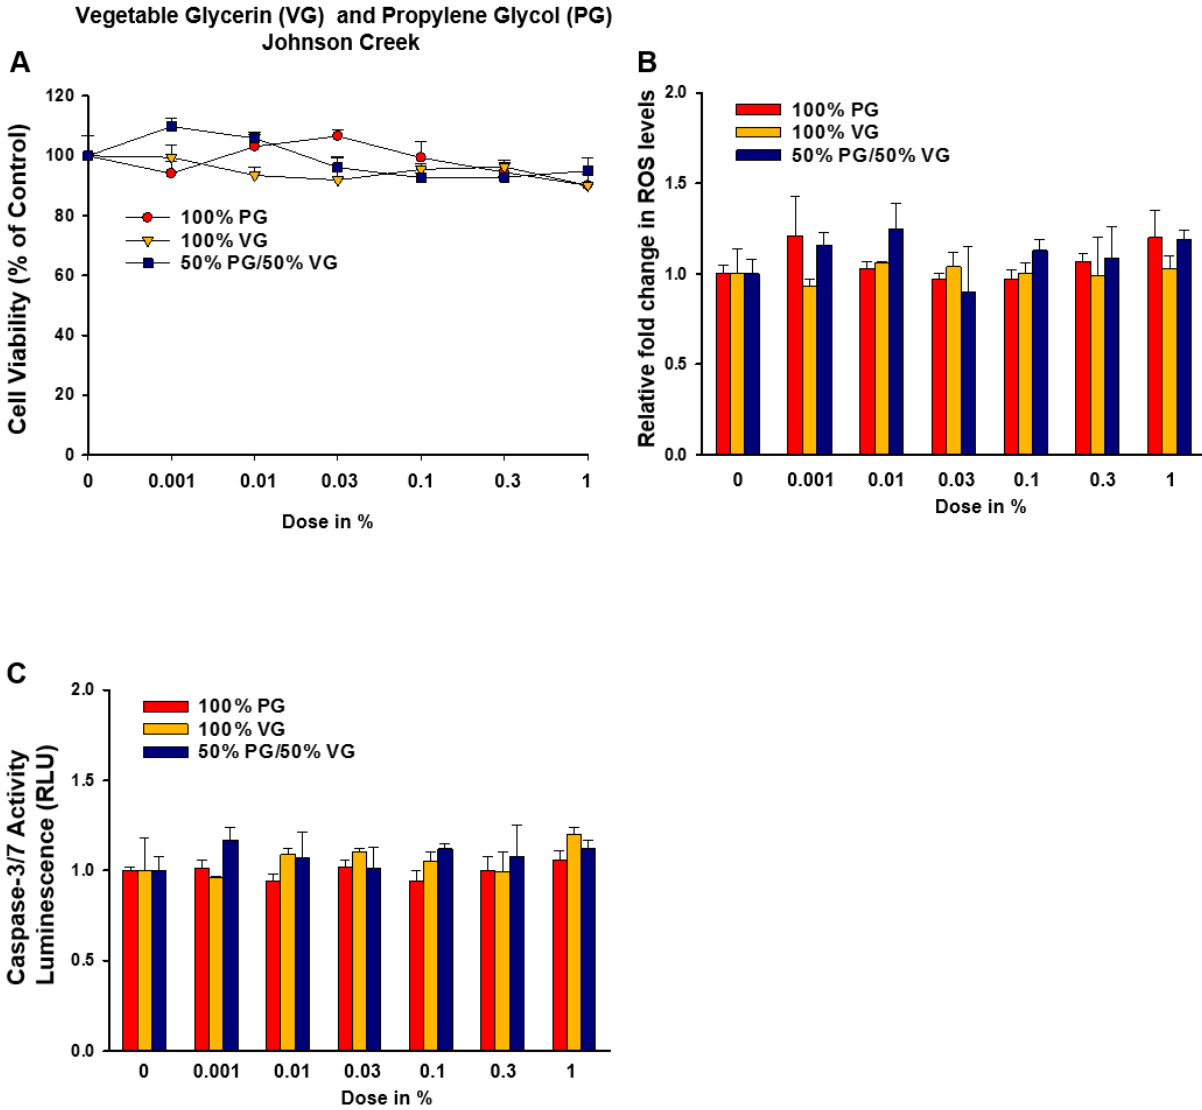 Vegetable Glycerin (VG) and Propylene Glycol (PG)
Johnson Creek
A
Cell Viability (% of Control)
120
100
80
60
40
20
0
100% PG
100% VG
50% PG/50% VG
0 0.001 0.01 0.03 0.1 0.3 1
Dose in %
B
Relative fold change in ROS levels
2.0
1.5
1.0
0.5
0.0
100% PG
100% VG
50% PG/50% VG
0 0.001 0.01 0.03 0.1 0.3 1
Dose in %
C
Caspase-3/7 Activity
Luminescence (RLU)
2.0
1.5
1.0
0.5
0.0
100% PG
100% VG
50% PG/50% VG
0 0.001 0.01 0.03 0.1 0.3 1
Dose in %